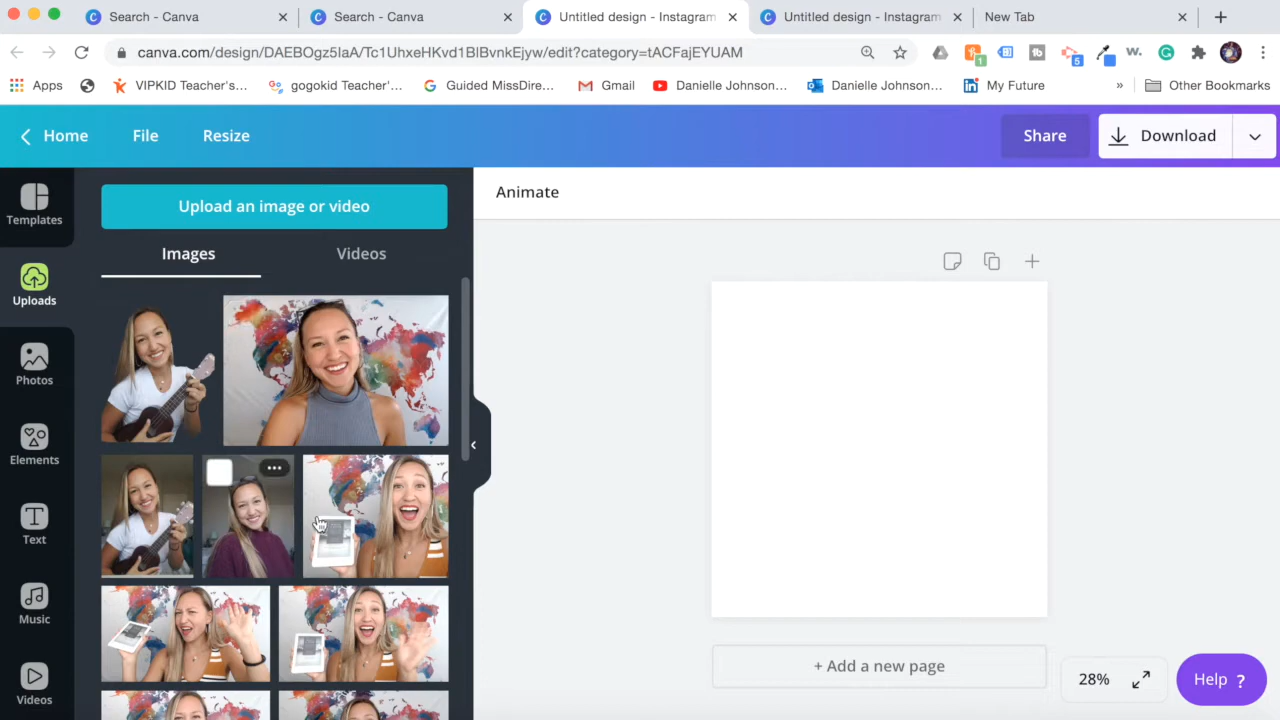 Search - Canva
Search - Canva
Untitled design - Instagram
Untitled design - Instagram
New Tab
canva.com/design/DAEBOgz5IaA/Tc1UhxeHKvd1BIBvnkEjyw/edit?category=tACFajEYUAM
Apps
VIPKID Teacher's...
gogokid Teacher'...
Guided MissDire...
Gmail
Danielle Johnson...
Danielle Johnson...
My Future
»
Other Bookmarks
Home
File
Resize
Share
Download
Templates
Uploads
Photos
Elements
Text
Music
Videos
Upload an image or video
Images
Videos
Animate
+ Add a new page
28%
Help ?